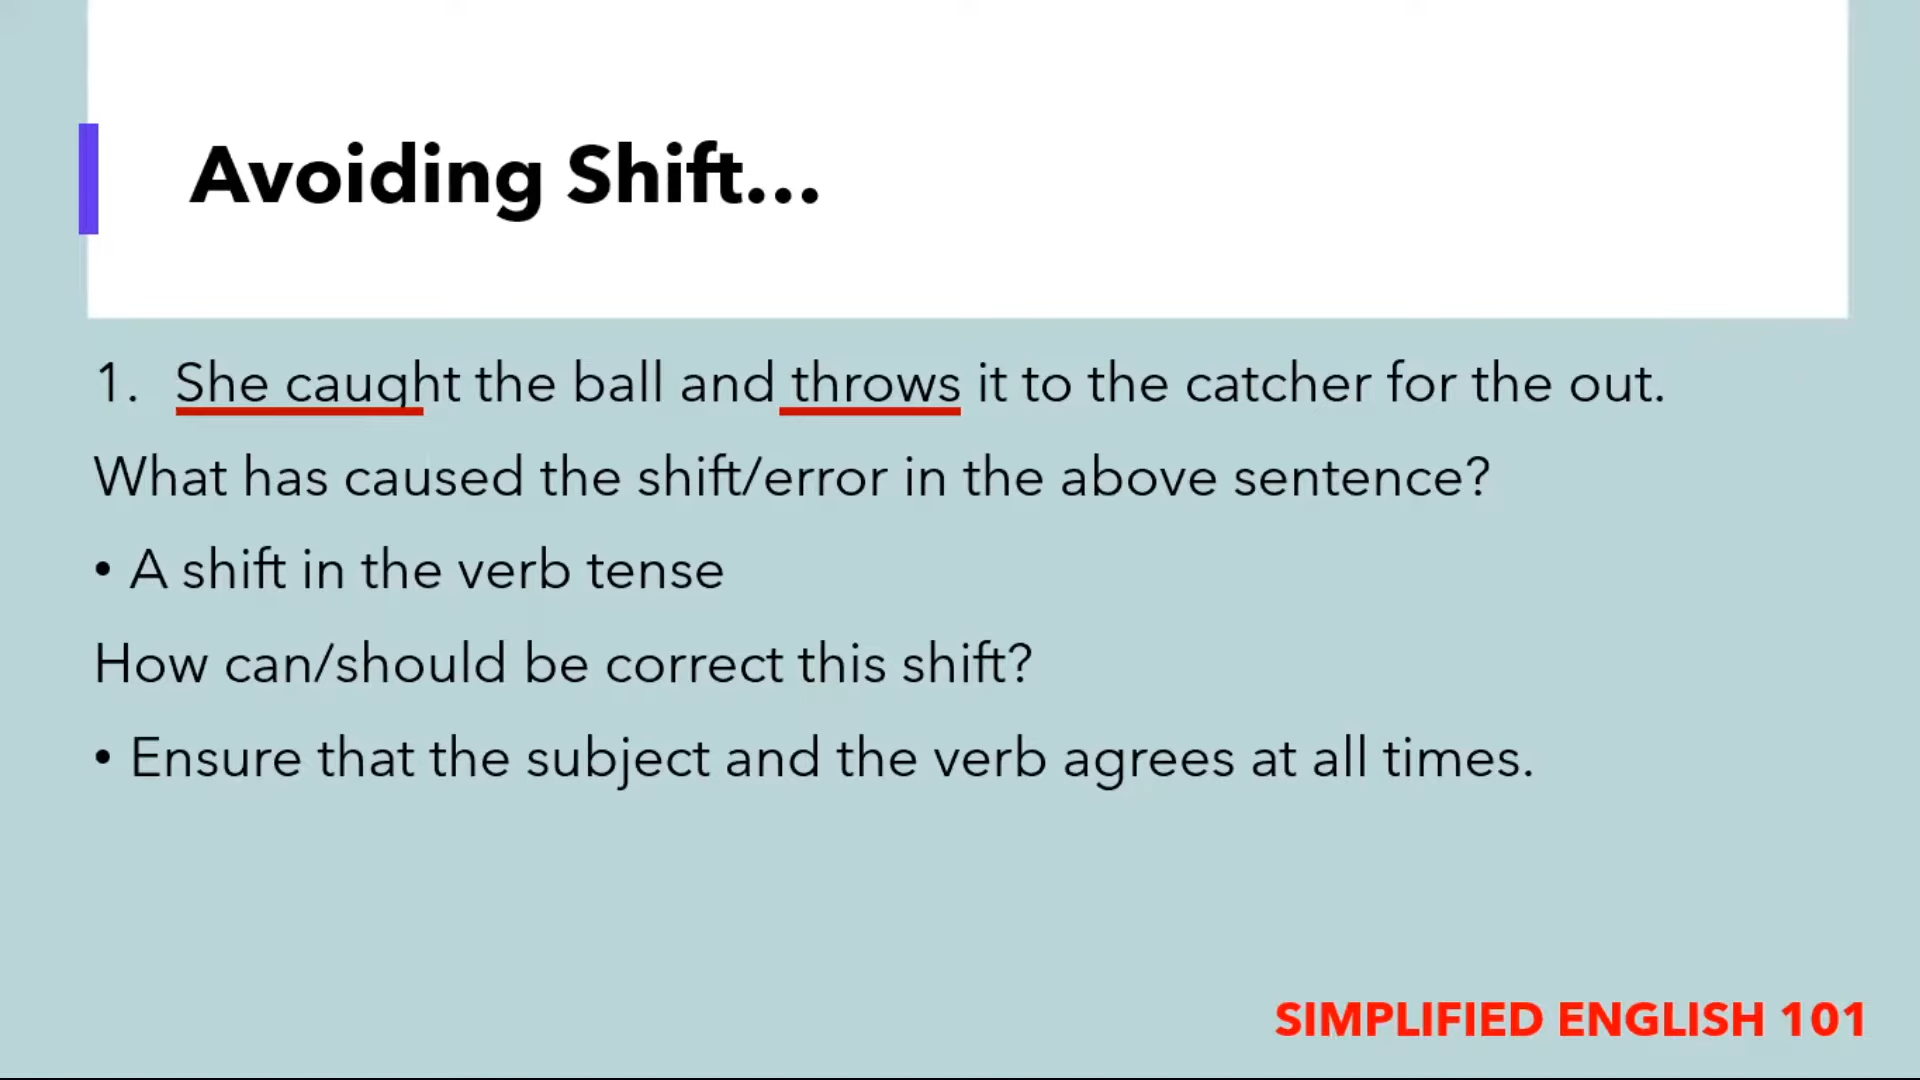 Avoiding Shift...
1. She caught the ball and throws it to the catcher for the out.
What has caused the shift/error in the above sentence?
• A shift in the verb tense
How can/should be correct this shift?
• Ensure that the subject and the verb agrees at all times.
SIMPLIFIED ENGLISH 101